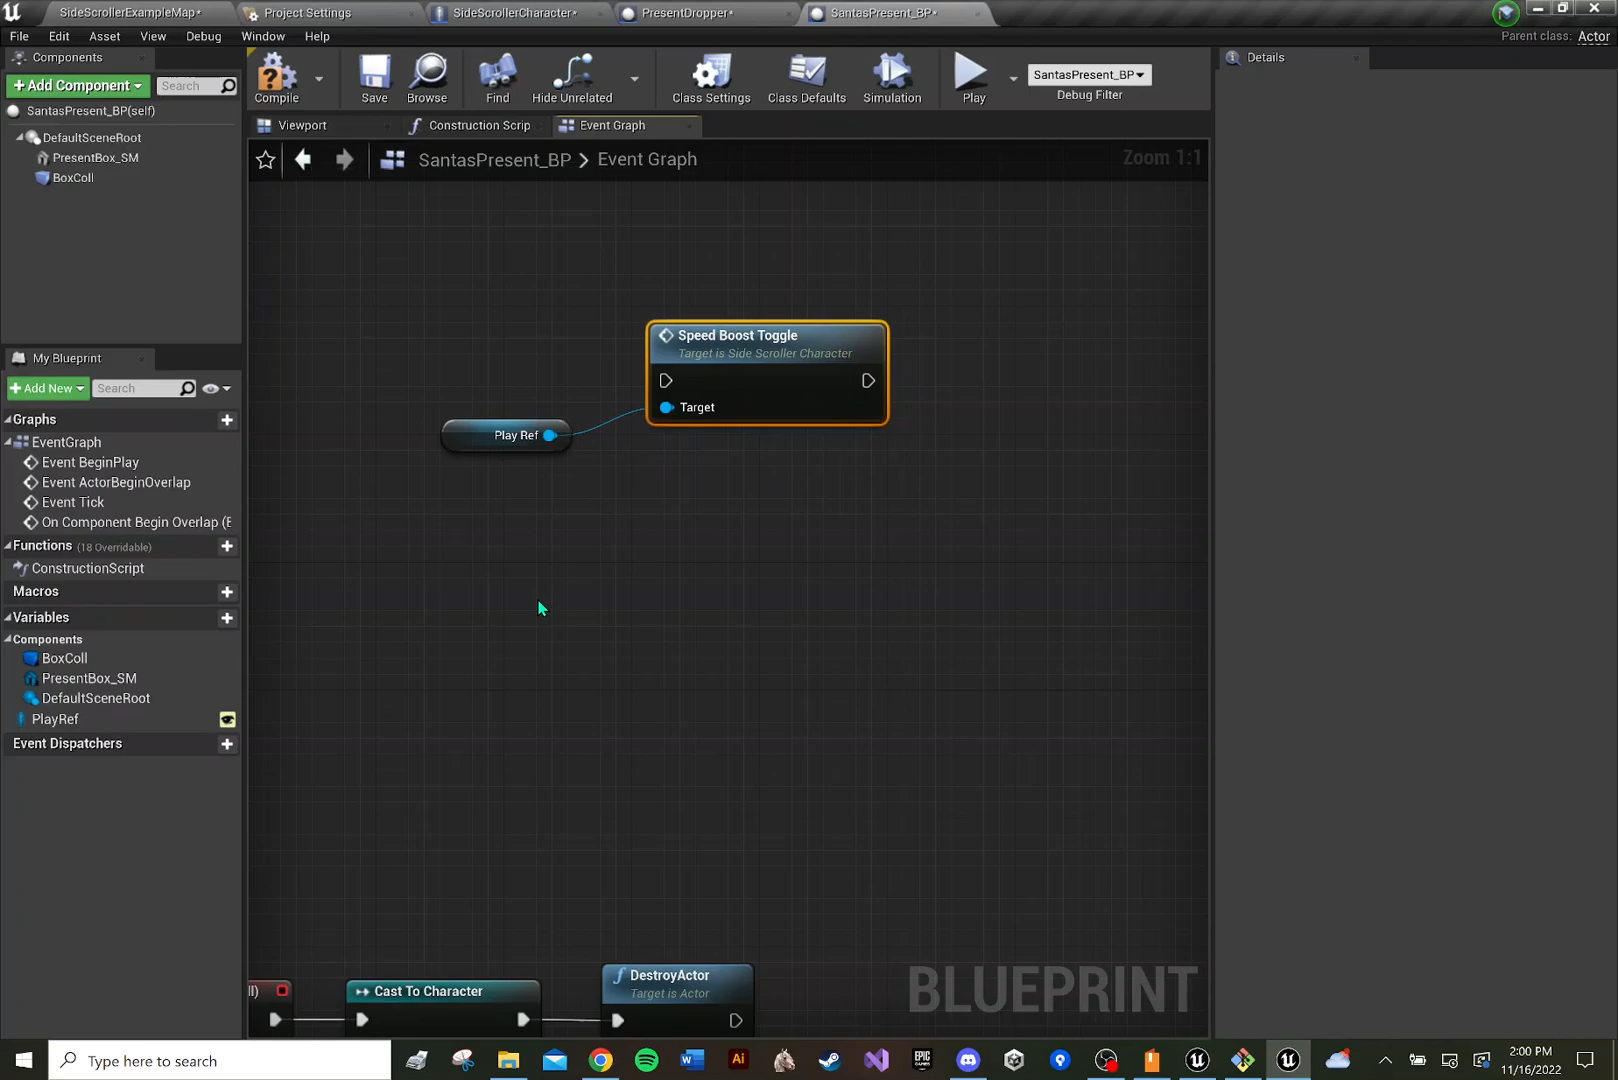 SideScrollerExampleMap*
Project Settings
SideScrollerCharacter*
PresentDropper*
SantasPresent_BP*
File Edit Asset View Debug Window Help
Parent class: Actor
Components
+ Add Component
Search
SantasPresent_BP(self)
DefaultSceneRoot
PresentBox_SM
BoxColl
Compile
Save
Browse
Find
Hide Unrelated
Class Settings
Class Defaults
Simulation
Play
SantasPresent_BP
Debug Filter
Details
Viewport
Construction Scrip
Event Graph
SantasPresent_BP > Event Graph
Zoom 1:1
Speed Boost Toggle
Target is Side Scroller Character
Target
Play Ref
My Blueprint
+ Add New
Search
Graphs
EventGraph
Event BeginPlay
Event ActorBeginOverlap
Event Tick
On Component Begin Overlap (E
Functions (18 Overridable)
ConstructionScript
Macros
Variables
Components
BoxColl
PresentBox_SM
DefaultSceneRoot
PlayRef
Event Dispatchers
ll)
Cast To Character
DestroyActor
Target is Actor
BLUEPRINT
Type here to search
2:00 PM
11/16/2022